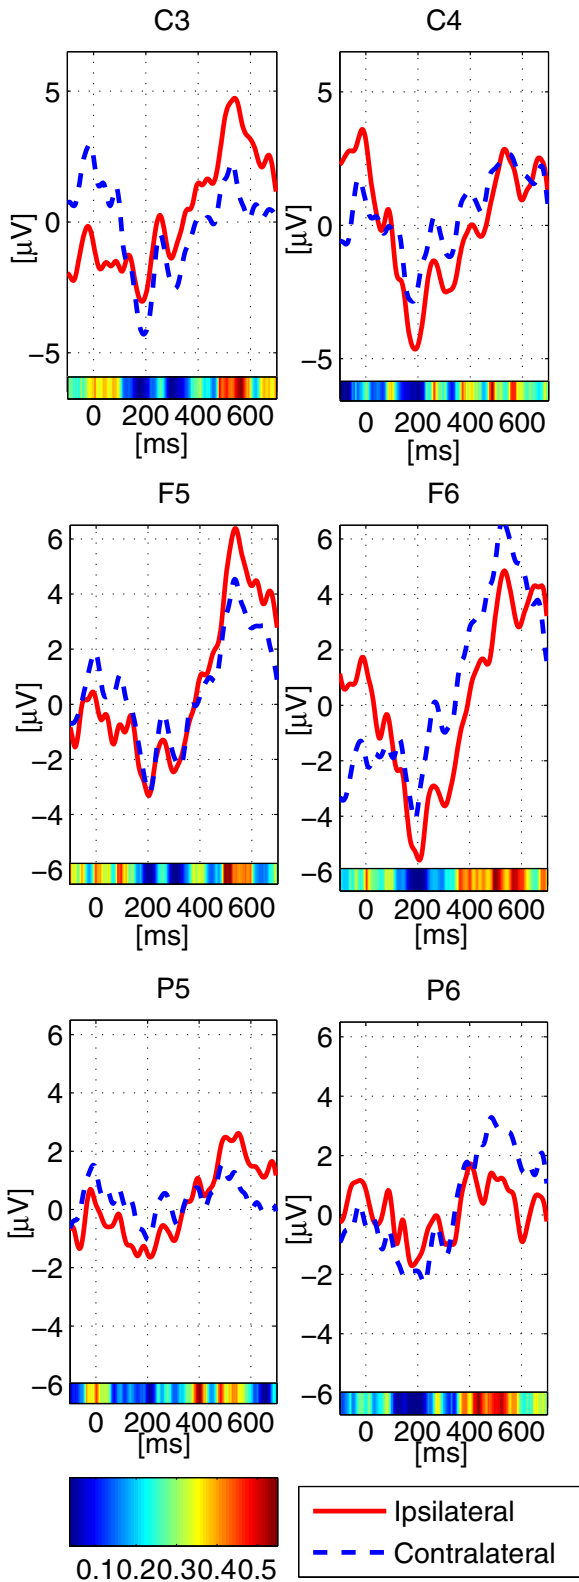 C3 C4
5 5
0 0
−5 −5
[µV] [µV]
0 200 400 600 0 200 400 600
[ms] [ms]
F5 F6
6 6
4 4
2 2
0 0
−2 −2
−4 −4
−6 −6
[µV] [µV]
0 200 400 600 0 200 400 600
[ms] [ms]
P5 P6
6 6
4 4
2 2
0 0
−2 −2
−4 −4
−6 −6
[µV] [µV]
0 200 400 600 0 200 400 600
[ms] [ms]
Ipsilateral
Contralateral
0.10.20.30.40.5